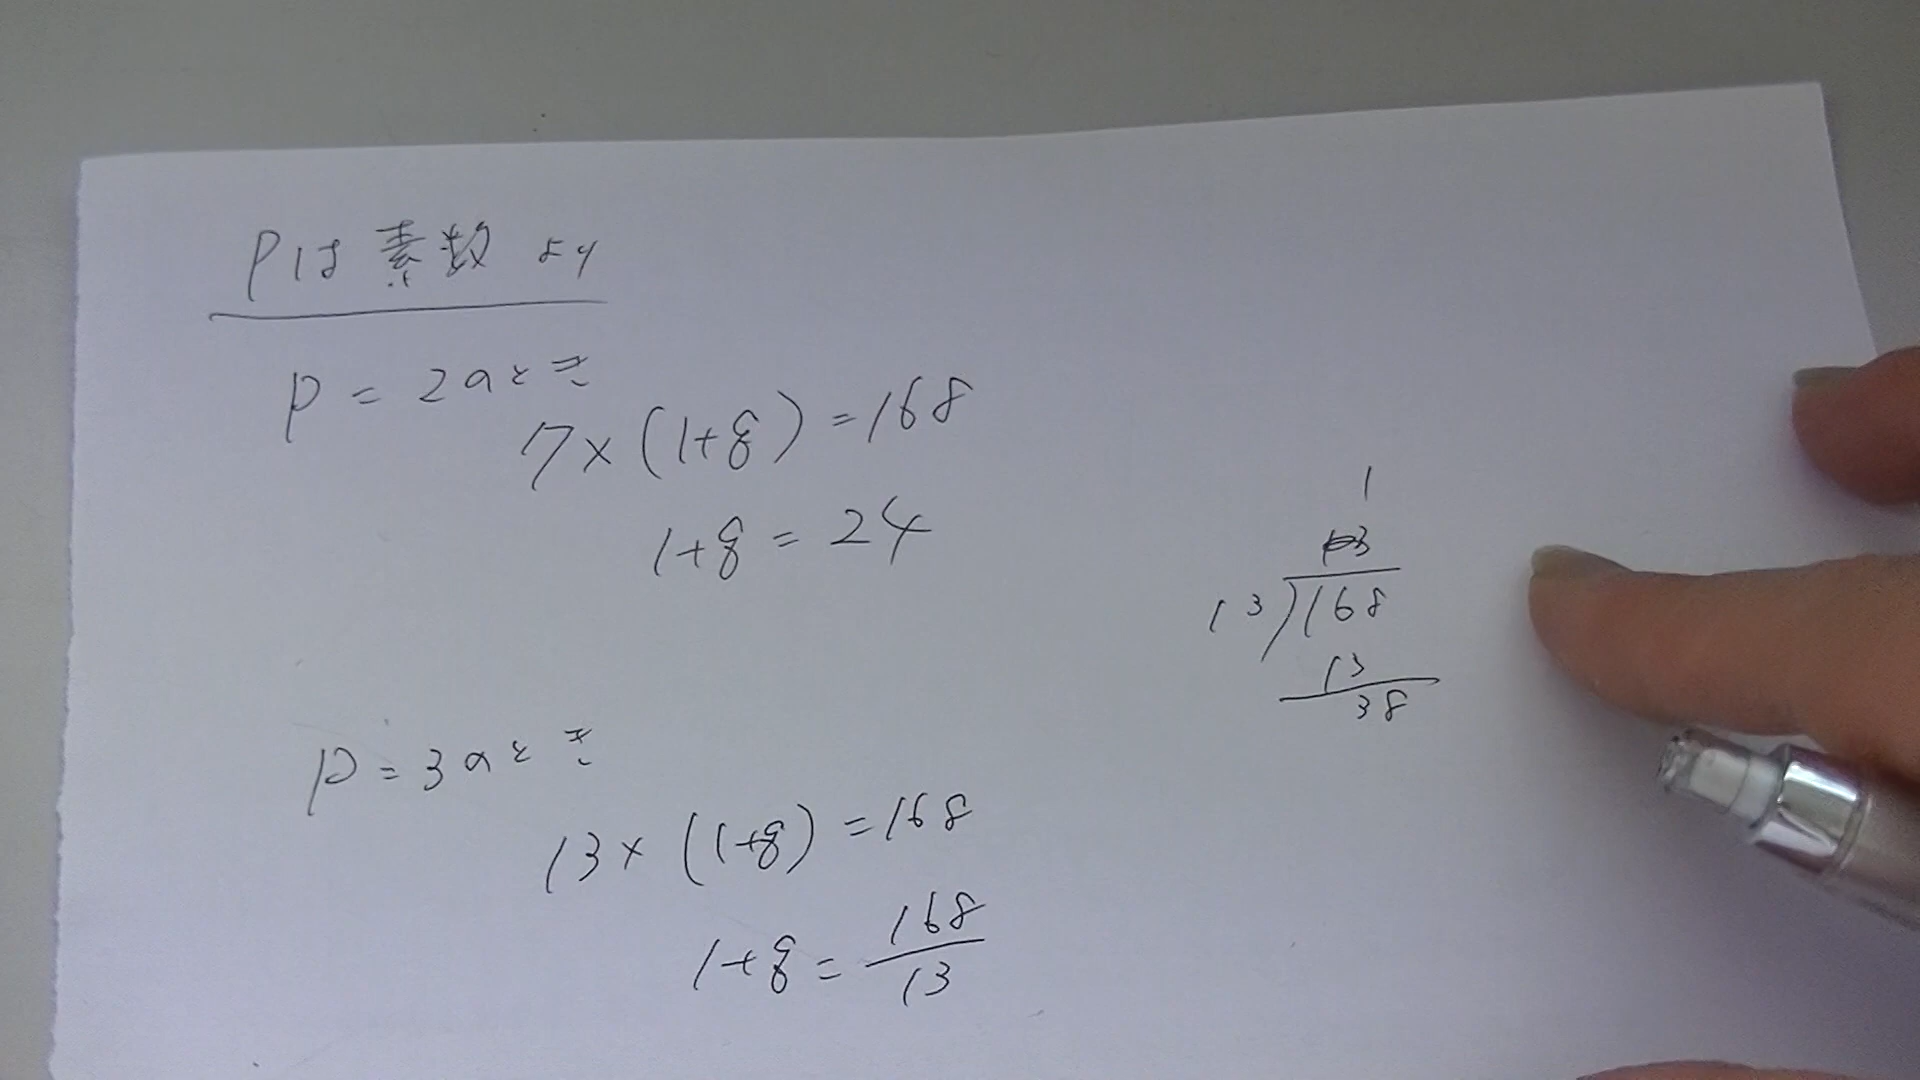 Pは素数より
P = 2のとき
7×(1+q)=168
1+q = 24
P = 3のとき
13×(1+q)=168
1+q = 168/13
1
13)168
13
38